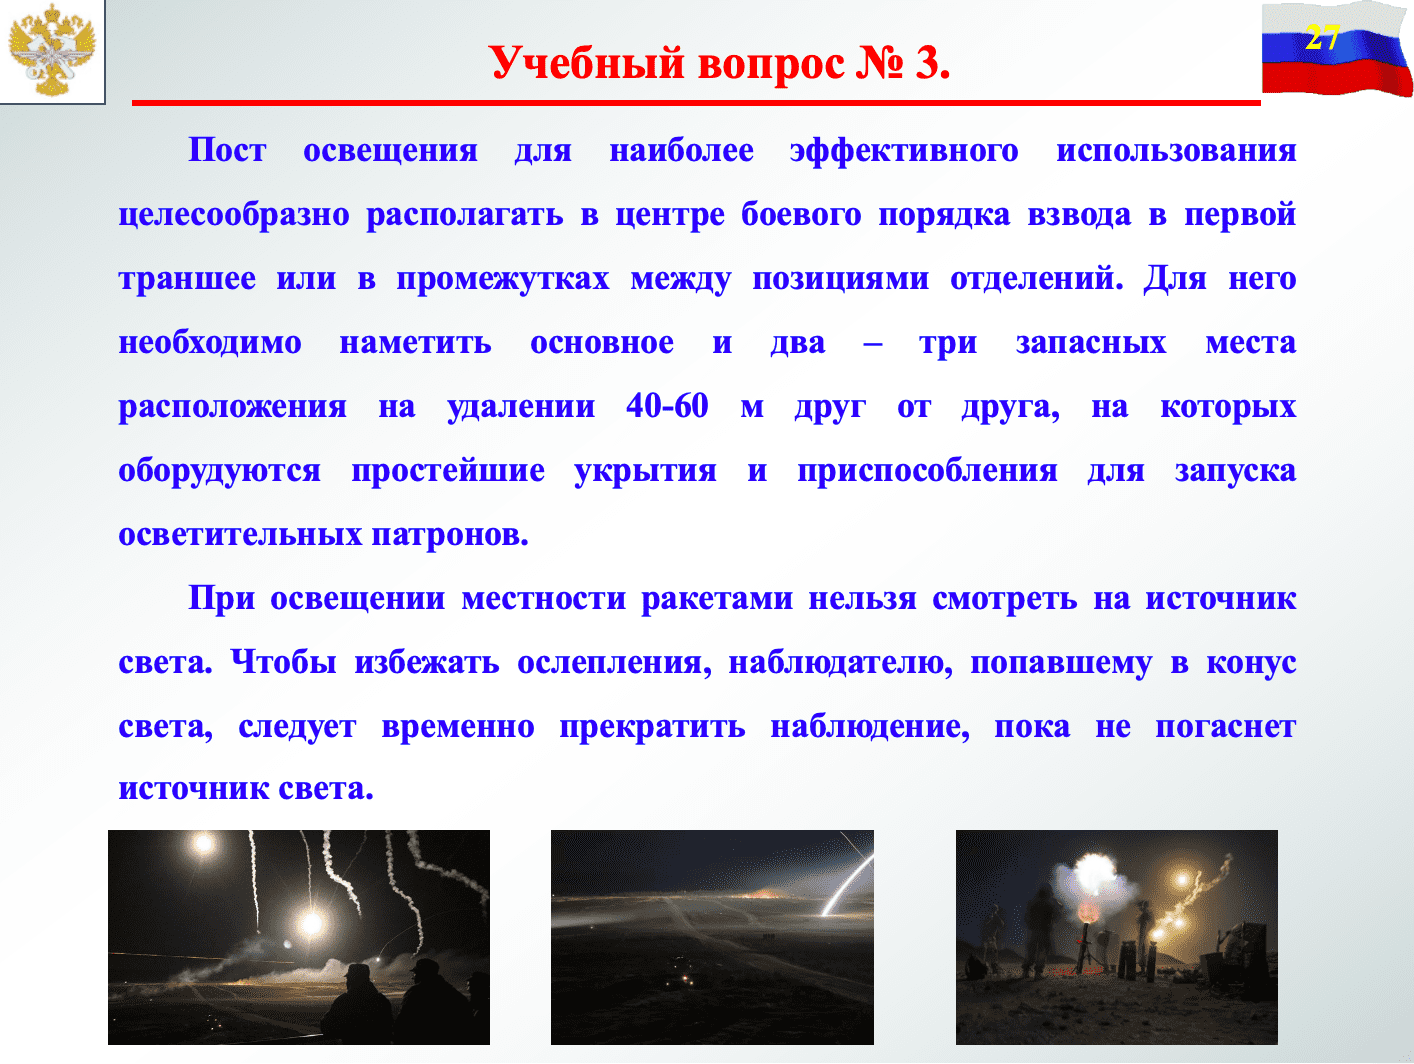 27
Учебный вопрос № 3.
Пост освещения для наиболее эффективного использования
целесообразно располагать в центре боевого порядка взвода в первой
траншее или в промежутках между позициями отделений. Для него
необходимо наметить основное и два – три запасных места
расположения на удалении 40-60 м друг от друга, на которых
оборудуются простейшие укрытия и приспособления для запуска
осветительных патронов.
При освещении местности ракетами нельзя смотреть на источник
света. Чтобы избежать ослепления, наблюдателю, попавшему в конус
света, следует временно прекратить наблюдение, пока не погаснет
источник света.